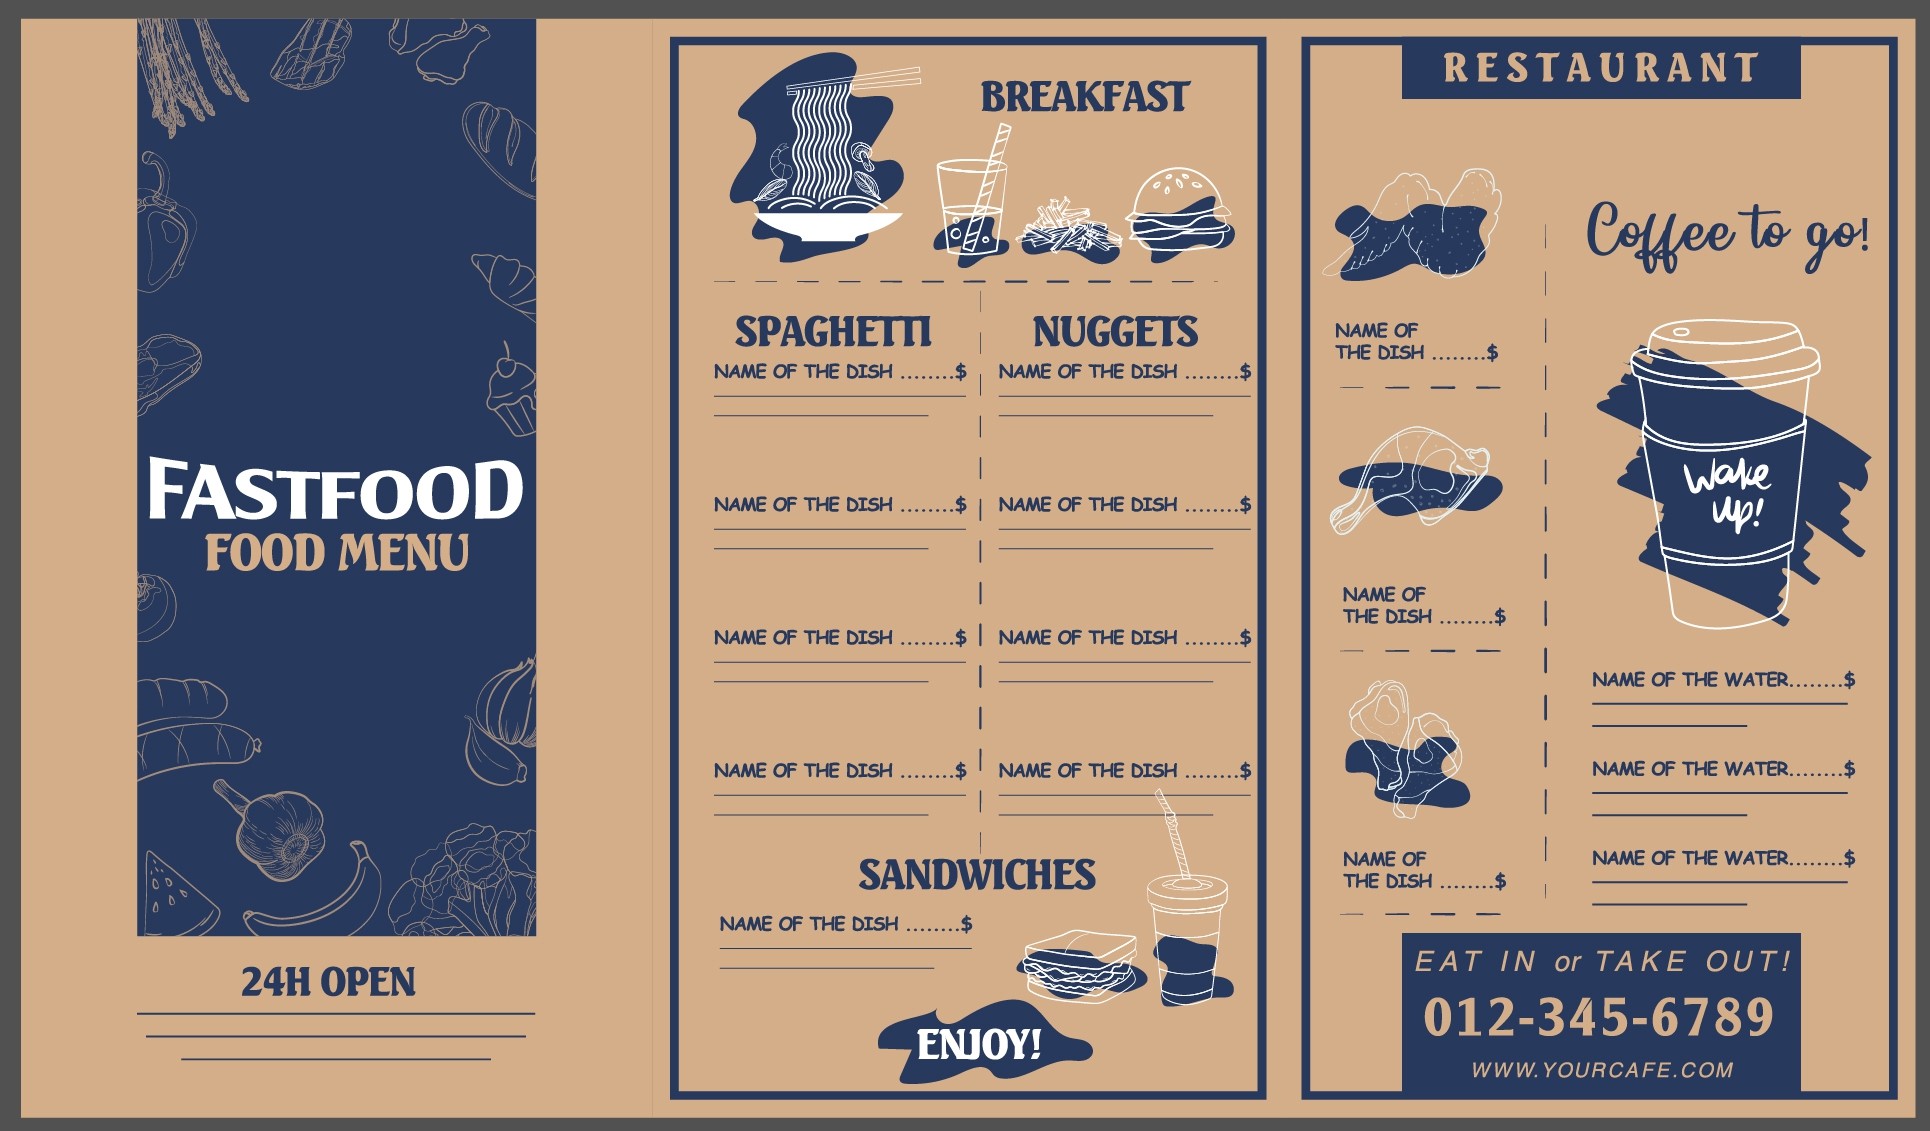 FASTFOOD
FOOD MENU
24H OPEN
BREAKFAST
SPAGHETTI
NAME OF THE DISH ........$
NAME OF THE DISH ........$
NAME OF THE DISH ........$
NAME OF THE DISH ........$
NUGGETS
NAME OF THE DISH ........$
NAME OF THE DISH ........$
NAME OF THE DISH ........$
NAME OF THE DISH ........$
SANDWICHES
NAME OF THE DISH ........$
ENJOY!
RESTAURANT
NAME OF
THE DISH ........$
NAME OF
THE DISH ........$
NAME OF
THE DISH ........$
Coffee to go!
Wake
up!
NAME OF THE WATER........$
NAME OF THE WATER........$
NAME OF THE WATER........$
EAT IN or TAKE OUT!
012-345-6789
WWW.YOURCAFE.COM